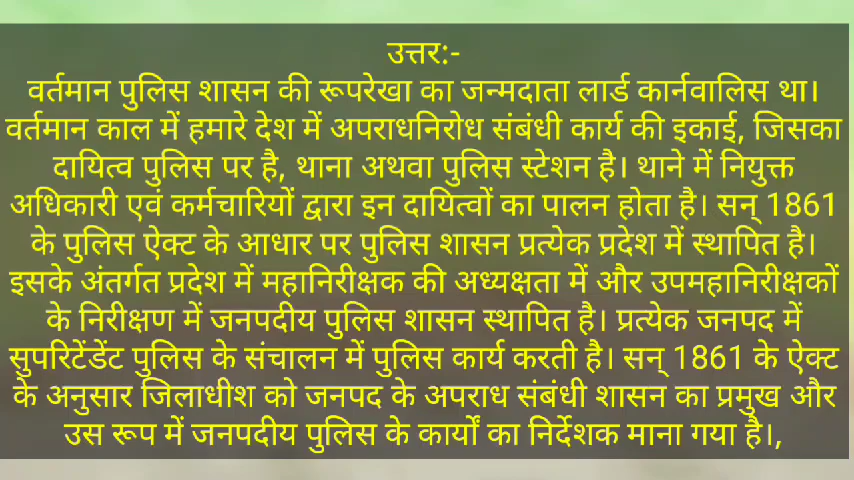 उत्तर:-
वर्तमान पुलिस शासन की रूपरेखा का जन्मदाता लार्ड कार्नवालिस था।
वर्तमान काल में हमारे देश में अपराधनिरोध संबंधी कार्य की इकाई, जिसका
दायित्व पुलिस पर है, थाना अथवा पुलिस स्टेशन है। थाने में नियुक्त
अधिकारी एवं कर्मचारियों द्वारा इन दायित्वों का पालन होता है। सन् 1861
के पुलिस ऐक्ट के आधार पर पुलिस शासन प्रत्येक प्रदेश में स्थापित है।
इसके अंतर्गत प्रदेश में महानिरीक्षक की अध्यक्षता में और उपमहानिरीक्षकों
के निरीक्षण में जनपदीय पुलिस शासन स्थापित है। प्रत्येक जनपद में
सुपरिटेंडेंट पुलिस के संचालन में पुलिस कार्य करती है। सन् 1861 के ऐक्ट
के अनुसार जिलाधीश को जनपद के अपराध संबंधी शासन का प्रमुख और
उस रूप में जनपदीय पुलिस के कार्यों का निर्देशक माना गया है।,